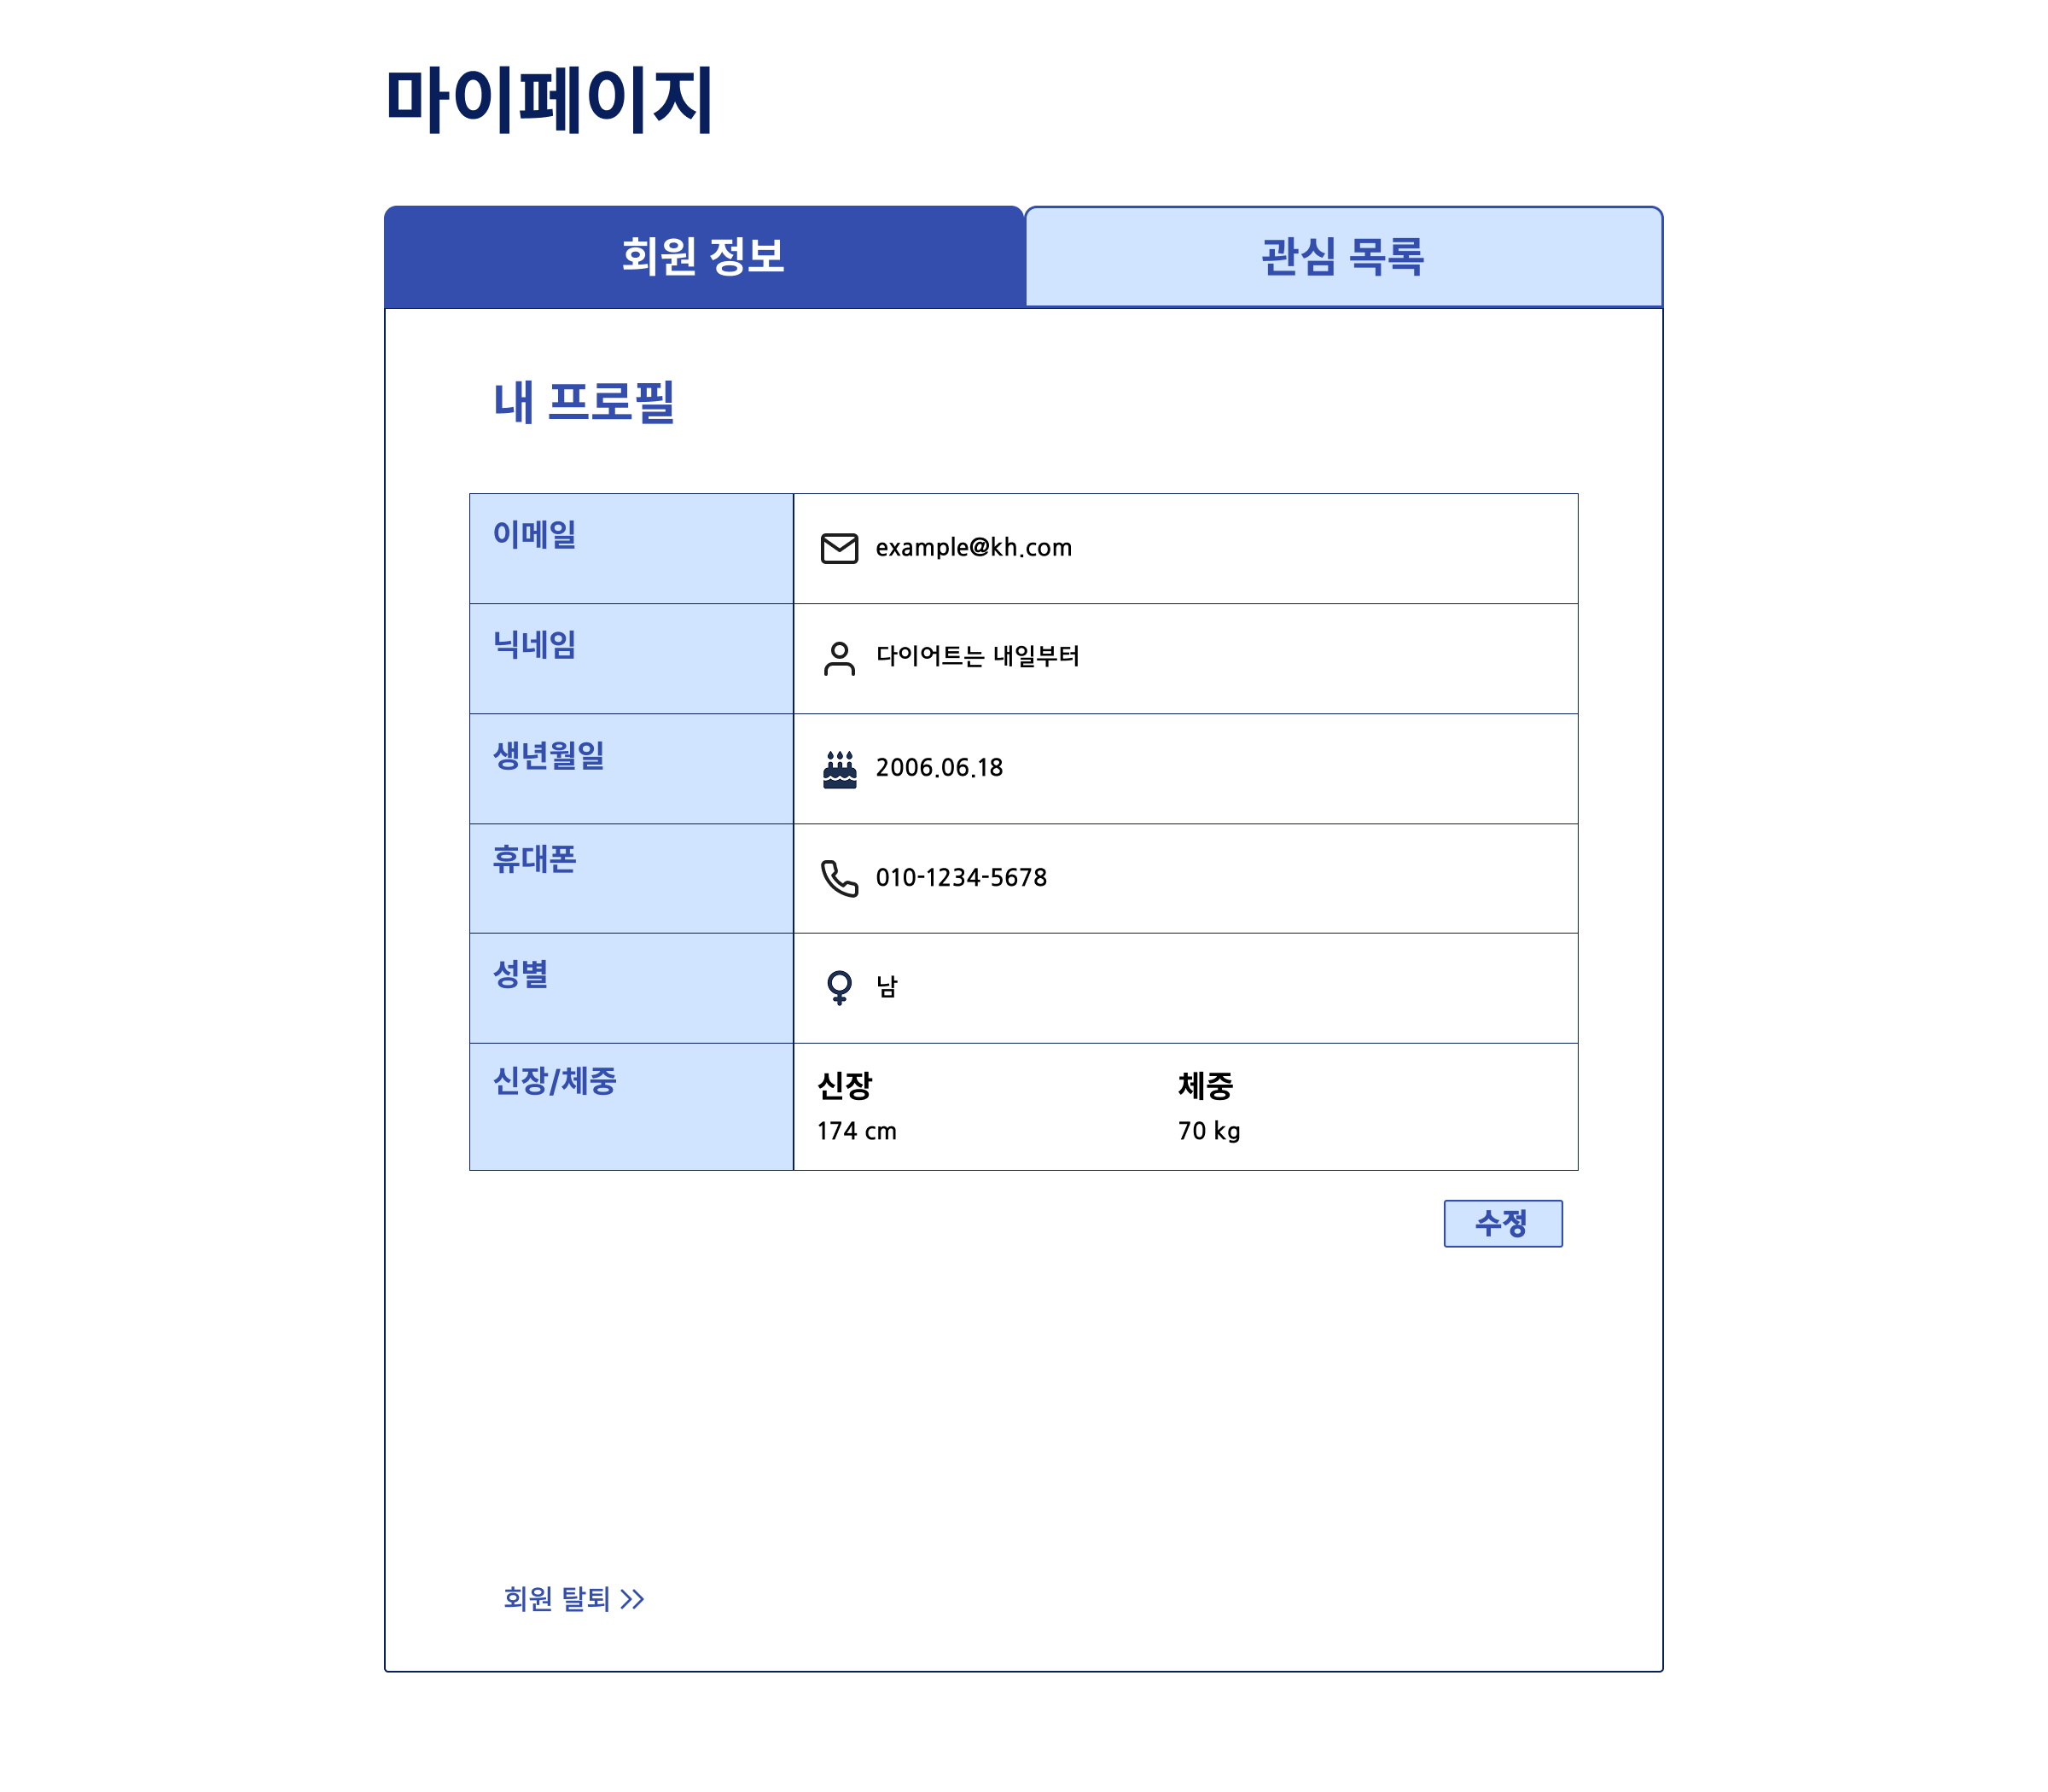 마이페이지
회원 정보
관심 목록
내 프로필
이메일
example@kh.com
닉네임
다이어트는 내일부터
생년월일
2006.06.18
휴대폰
010-1234-5678
성별
남
신장/체중
신장
체중
174 cm
70 kg
수정
회원 탈퇴